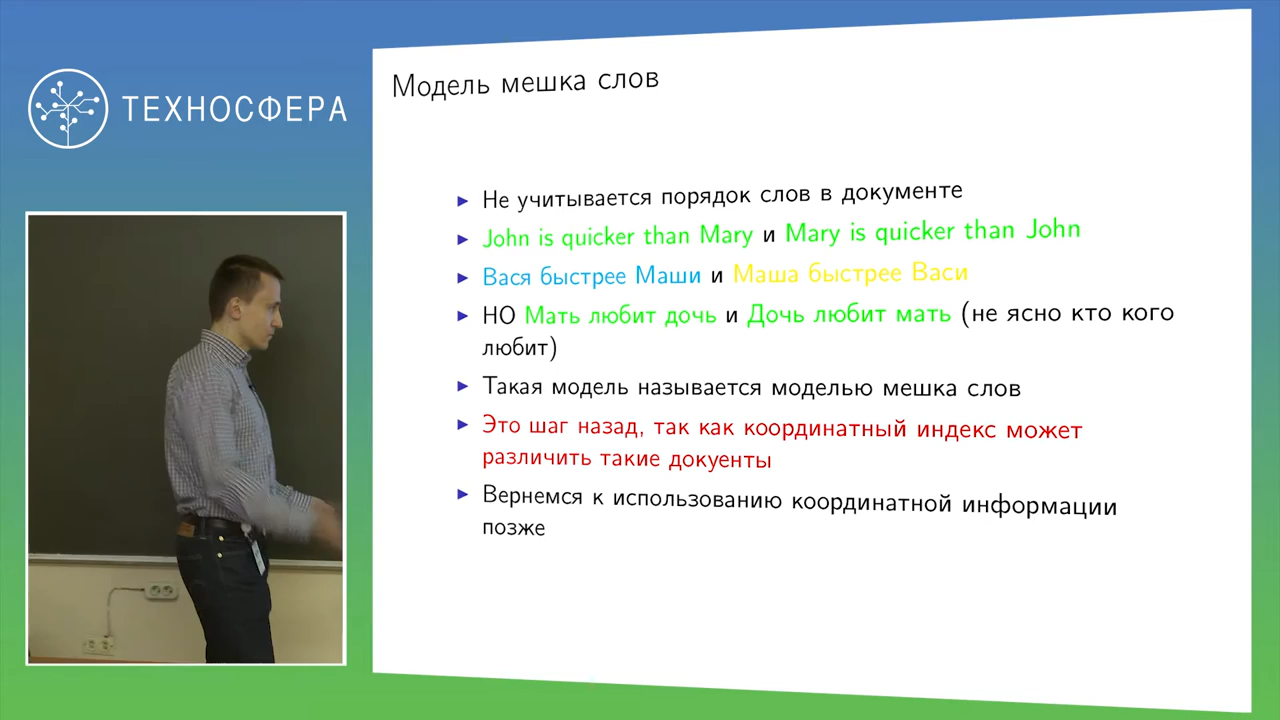 ТЕХНОСФЕРА
Модель мешка слов
Не учитывается порядок слов в документе
John is quicker than Mary и Mary is quicker than John
Вася быстрее Маши и Маша быстрее Васи
НО Мать любит дочь и Дочь любит мать (не ясно кто кого
любит)
Такая модель называется моделью мешка слов
Это шаг назад, так как координатный индекс может
различить такие докуенты
Вернемся к использованию координатной информации
позже